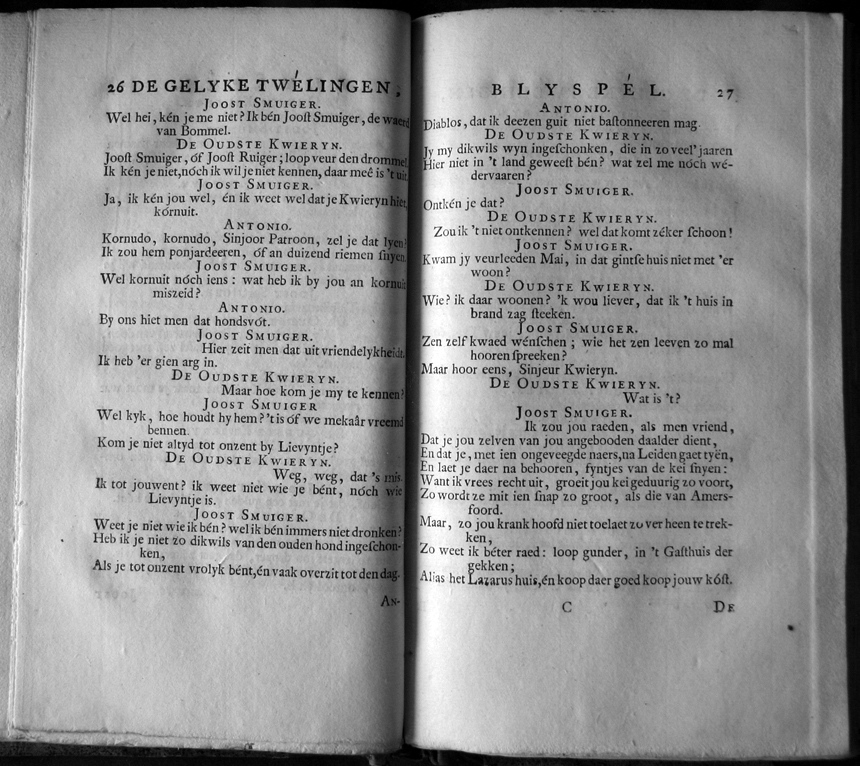 26 DE GELYKE TWÉLINGEN,
JOOST SMUIGER.
Wel hei, kén je me niet? Ik bén Jooſt Smuiger, de waerd
van Bommel.
DE OUDSTE KWIERYN.
Jooſt Smuiger, óf Jooſt Ruiger; loop veur den drommel,
Ik kén je niet, nóch ik wil je niet kennen, daar meê is 't uit.
JOOST SMUIGER.
Ja, ik kén jou wel, én ik weet wel dat je Kwieryn hiet,
kórnuit.
ANTONIO.
Kornudo, kornudo, Sinjoor Patroon, zel je dat lyen?
Ik zou hem ponjardeeren, óf an duizend riemen ſnyen.
JOOST SMUIGER.
Wel kornuit nóch iens: wat heb ik by jou an kornuit
miszeid?
ANTONIO.
By ons hiet men dat hondsvót.
JOOST SMUIGER.
Hier zeit men dat uit vriendelykheidt,
Ik heb 'er gien arg in.
DE OUDSTE KWIERYN.
Maar hoe kom je my te kennen?
JOOST SMUIGER
Wel kyk, hoe houdt hy hem? 't is óf we mekaâr vreemd
bennen.
Kom je niet altyd tot onzent by Lievyntje?
DE OUDSTE KWIERYN.
Weg, weg, dat 's mis.
Ik tot jouwent? ik weet niet wie je bént, nóch wie
Lievyntje is.
JOOST SMUIGER.
Weet je niet wie ik bén? wel ik bén immers niet dronken?
Heb ik je niet zo dikwils van den ouden hond ingeſchon-
ken,
Als je tot onzent vrolyk bént, én vaak overzit tot den dag.
AN-
BLYSPÉL. 27
ANTONIO.
Diablos, dat ik deezen guit niet baſtonneeren mag.
DE OUDSTE KWIERYN.
Jy my dikwils wyn ingeſchonken, die in zo veel' jaaren
Hier niet in 't land geweeſt bén? wat zel me nóch wé-
dervaaren?
JOOST SMUIGER.
Ontkén je dat?
DE OUDSTE KWIERYN.
Zou ik 't niet ontkennen? wel dat komt zéker ſchoon!
JOOST SMUIGER.
Kwam jy veurleeden Mai, in dat gintſe huis niet met 'er
woon?
DE OUDSTE KWIERYN.
Wie? ik daar woonen? 'k wou liever, dat ik 't huis in
brand zag ſteeken.
JOOST SMUIGER.
Zen zelf kwaed wénſchen; wie hot het zen leeven zo mal
hooren ſpreeken?
Maar hoor eens, Sinjeur Kwieryn.
DE OUDSTE KWIERYN.
Wat is 't?
JOOST SMUIGER.
Ik zou jou raeden, als men vriend,
Dat je jou zelven van jou angebooden daalder dient,
En dat je, met ien ongeveegde naers, na Leiden gaet tyën,
En laet je daer na behooren, fyntjes van de kei ſnyen:
Want ik vrees recht uit, groeit jou kei geduurig zo voort,
Zo wordt ze mit ien ſnap zo groot, als die van Amers-
foord.
Maar, zo jou krank hoofd niet toelaet zo ver heen te trek-
ken,
Zo weet ik béter raed: loop gunder, in 't Gaſthuis der
gekken;
Alias het Lazarus huis, én koop daer goed koop jouw kóſt.
C DE